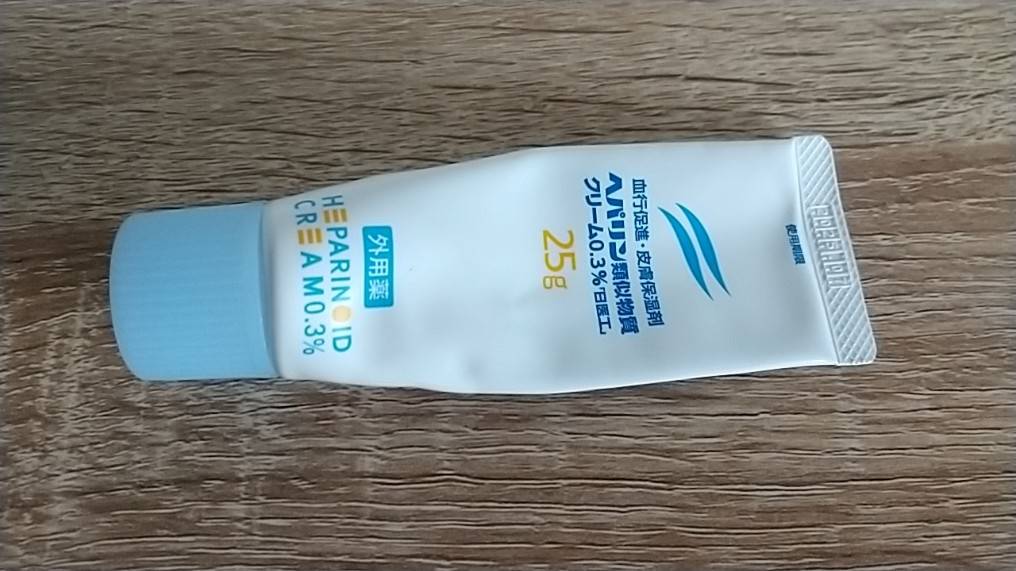 使用期限
血行促進・皮膚保湿剤
ヘパリン類似物質
クリーム0.3%「日医工」
25g
外用薬
HEPARINOID
CREAM0.3%